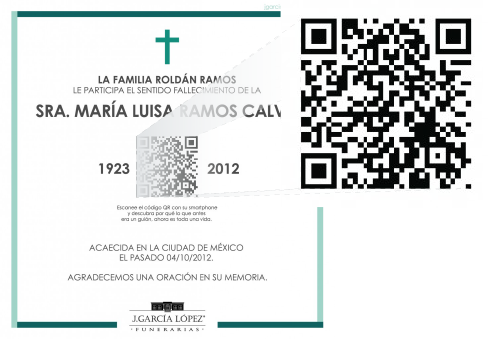 LA FAMILIA ROLDÁN RAMOS
LE PARTICIPA EL SENTIDO FALLECIMIENTO DE LA
SRA. MARÍA LUISA RAMOS CALV
1923 2012
Escanee el código QR con su smartphone
y descubra por qué lo que antes
era un guión, ahora es toda una vida.
ACAECIDA EN LA CIUDAD DE MÉXICO
EL PASADO 04/10/2012.
AGRADECEMOS UNA ORACIÓN EN SU MEMORIA.
J.GARCÍA LÓPEZ
FUNERARIAS